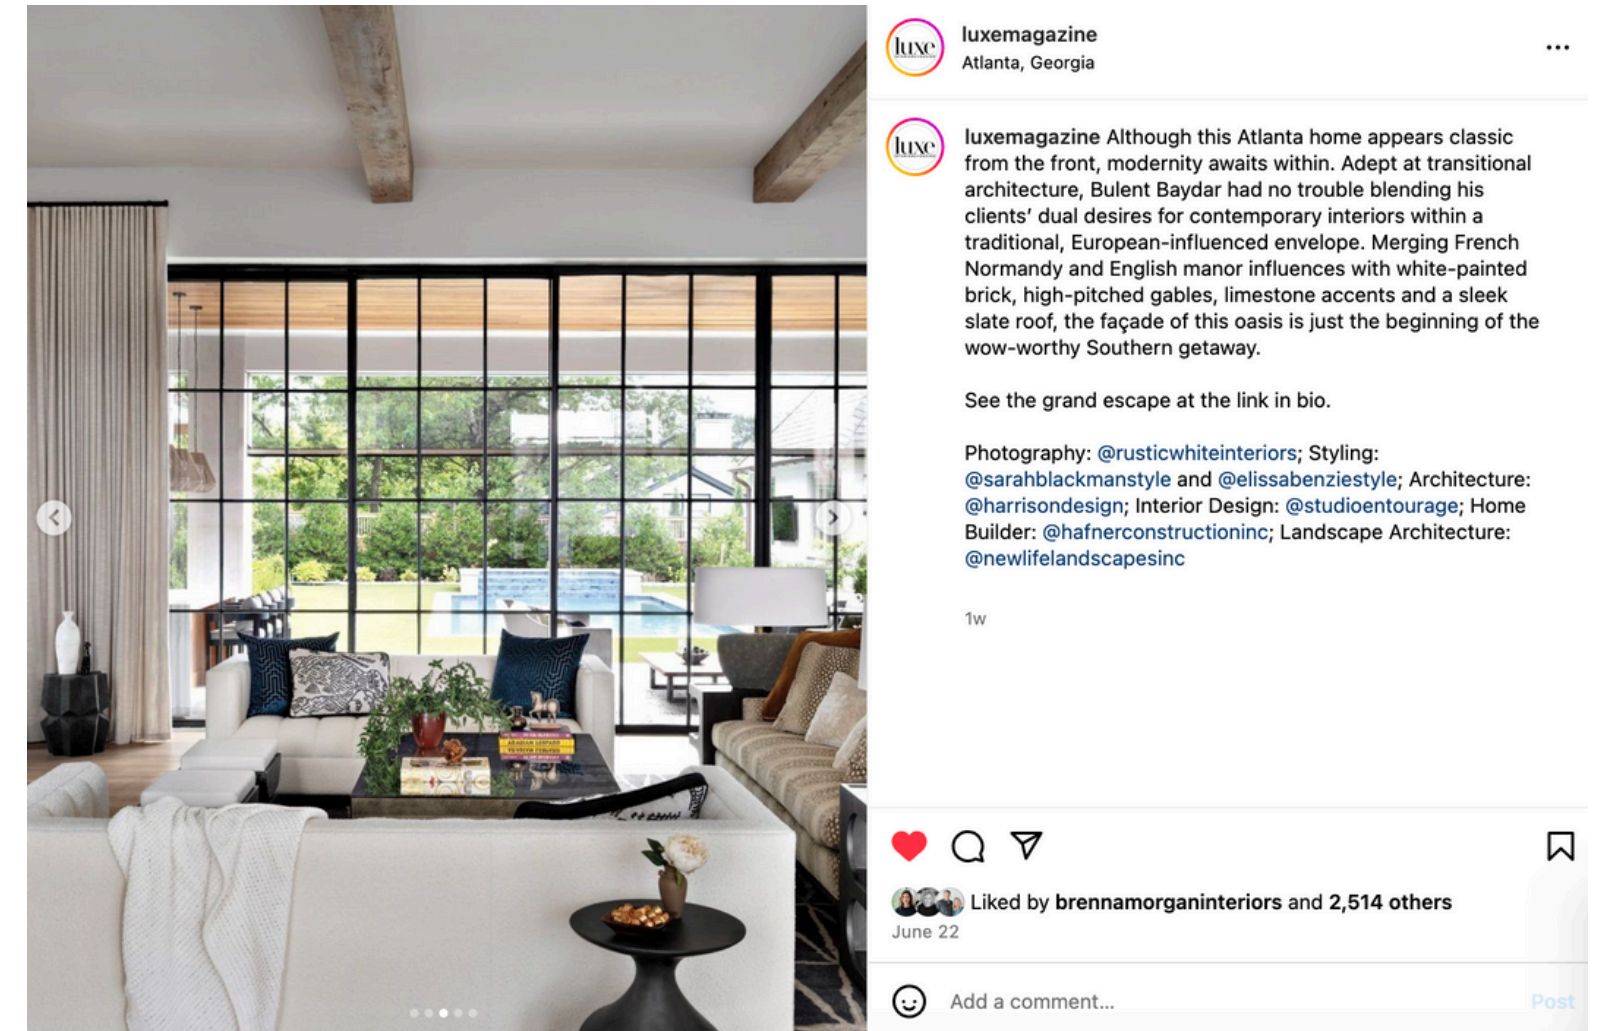 luxe
luxemagazine
Atlanta, Georgia
luxe
luxemagazine Although this Atlanta home appears classic
from the front, modernity awaits within. Adept at transitional
architecture, Bulent Baydar had no trouble blending his
clients’ dual desires for contemporary interiors within a
traditional, European-influenced envelope. Merging French
Normandy and English manor influences with white-painted
brick, high-pitched gables, limestone accents and a sleek
slate roof, the façade of this oasis is just the beginning of the
wow-worthy Southern getaway.
See the grand escape at the link in bio.
Photography: @rusticwhiteinteriors; Styling:
@sarahblackmanstyle and @elissabenziestyle; Architecture:
@harrisondesign; Interior Design: @studioentourage; Home
Builder: @hafnerconstructioninc; Landscape Architecture:
@newlifelandscapesinc
1w
Liked by brennamorganinteriors and 2,514 others
June 22
Add a comment...
Post